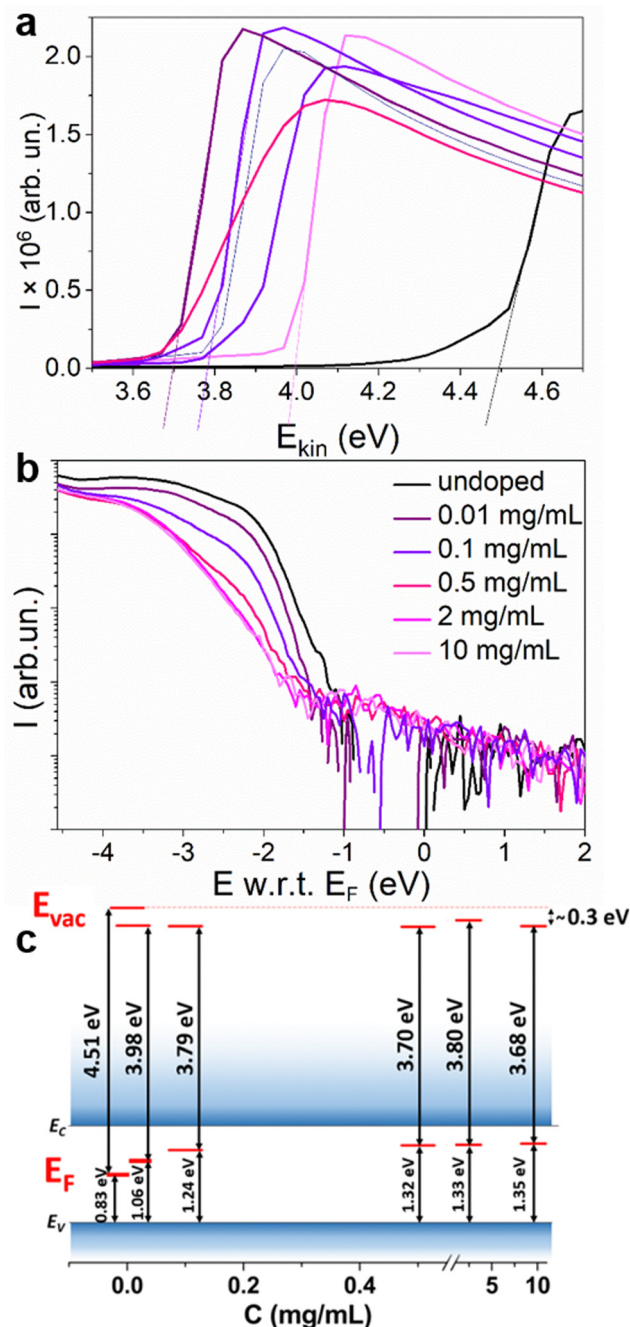 a
I × 10⁶ (arb. un.)
2.0
1.5
1.0
0.5
0.0
3.6 3.8 4.0 4.2 4.4 4.6
E_kin (eV)
b
I (arb.un.)
undoped
0.01 mg/mL
0.1 mg/mL
0.5 mg/mL
2 mg/mL
10 mg/mL
-4 -3 -2 -1 0 1 2
E w.r.t. E_F (eV)
E_vac
c
~0.3 eV
4.51 eV
3.98 eV
3.79 eV
3.70 eV
3.80 eV
3.68 eV
E_C
E_F
0.83 eV
1.06 eV
1.24 eV
1.32 eV
1.33 eV
1.35 eV
E_V
0.0 0.2 0.4 5 10
C (mg/mL)